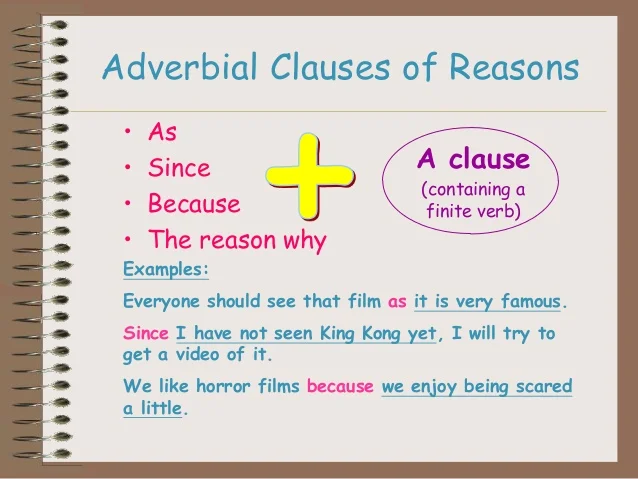 Adverbial Clauses of Reasons
• As
• Since
• Because
• The reason why
A clause
(containing a
finite verb)
Examples:
Everyone should see that film as it is very famous.
Since I have not seen King Kong yet, I will try to
get a video of it.
We like horror films because we enjoy being scared
a little.